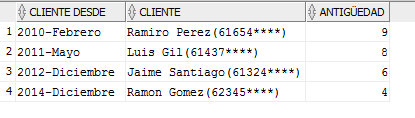 CLIENTE DESDE CLIENTE ANTIGÜEDAD
1 2010-Febrero Ramiro Perez(61654****) 9
2 2011-Mayo Luis Gil(61437****) 8
3 2012-Diciembre Jaime Santiago(61324****) 6
4 2014-Diciembre Ramon Gomez(62345****) 4